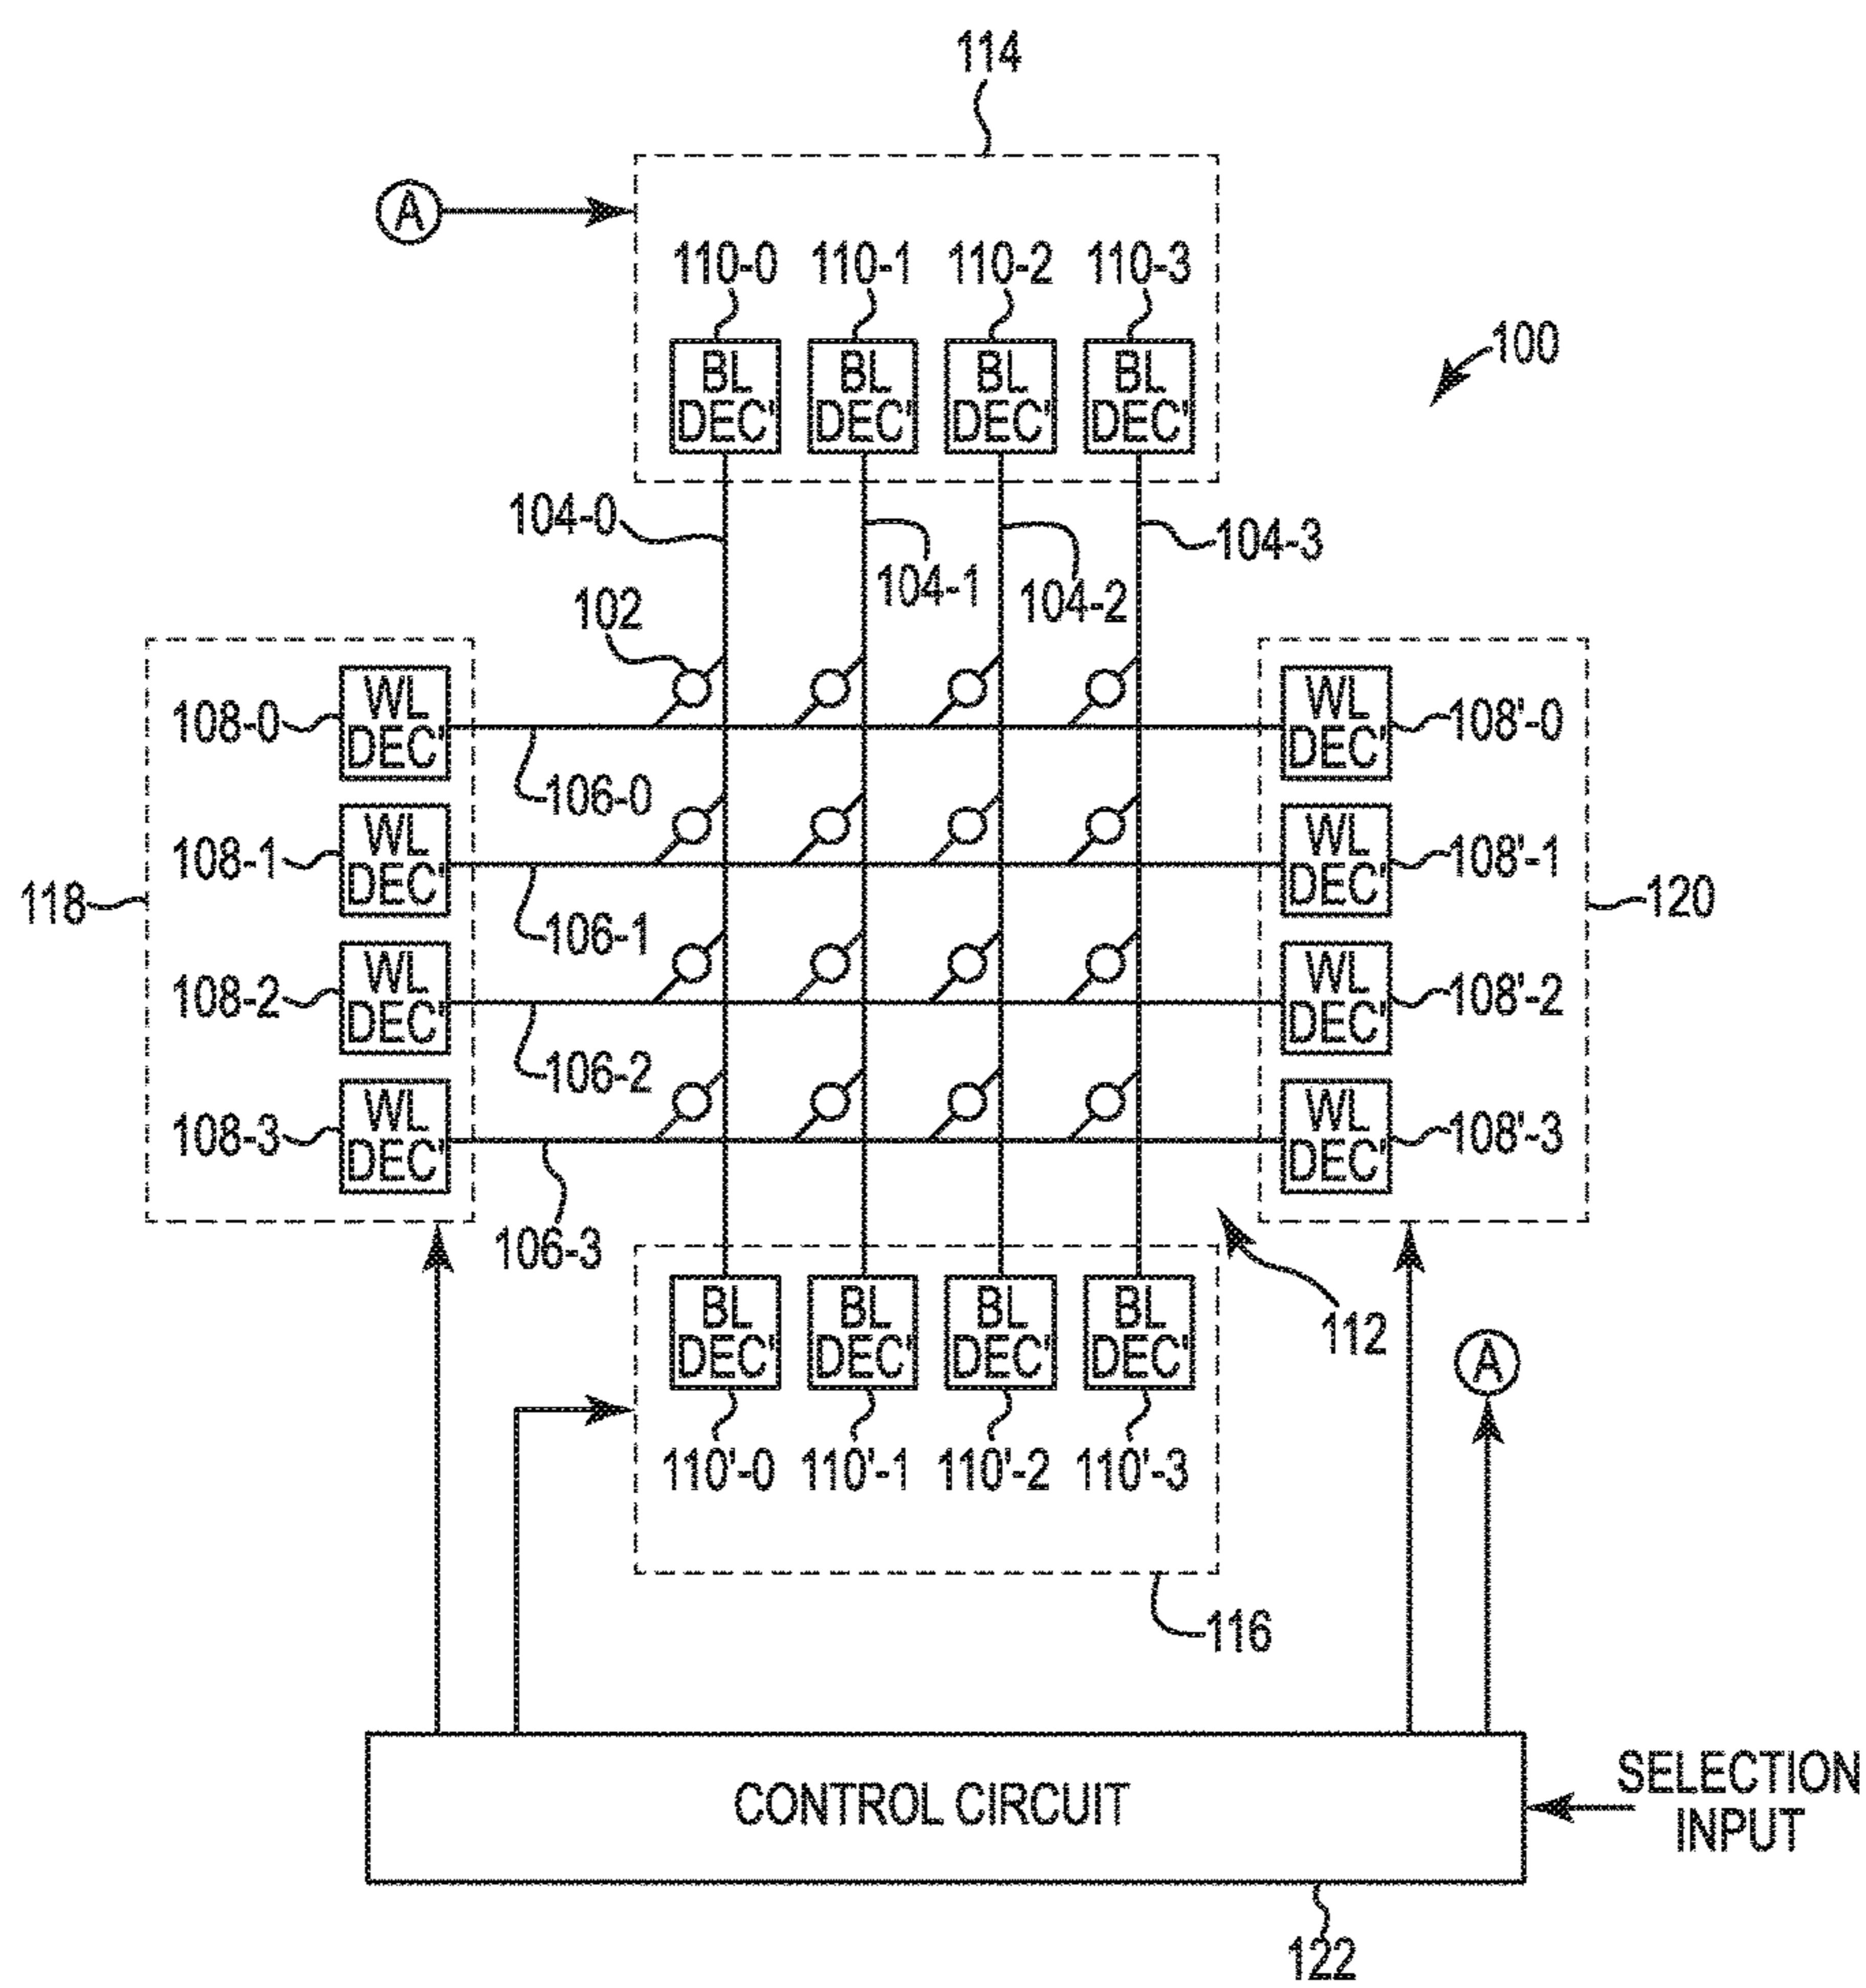 114
A
110-0 110-1 110-2 110-3
100
BL DEC' BL DEC' BL DEC' BL DEC'
104-0
104-1
104-2
104-3
102
108-0
WL DEC'
WL DEC'
108'-0
106-0
108-1
WL DEC'
WL DEC'
108'-1
118
120
106-1
108-2
WL DEC'
WL DEC'
108'-2
106-2
108-3
WL DEC'
WL DEC'
108'-3
106-3
BL DEC' BL DEC' BL DEC' BL DEC'
112
A
110'-0 110'-1 110'-2 110'-3
116
CONTROL CIRCUIT
SELECTION
INPUT
122